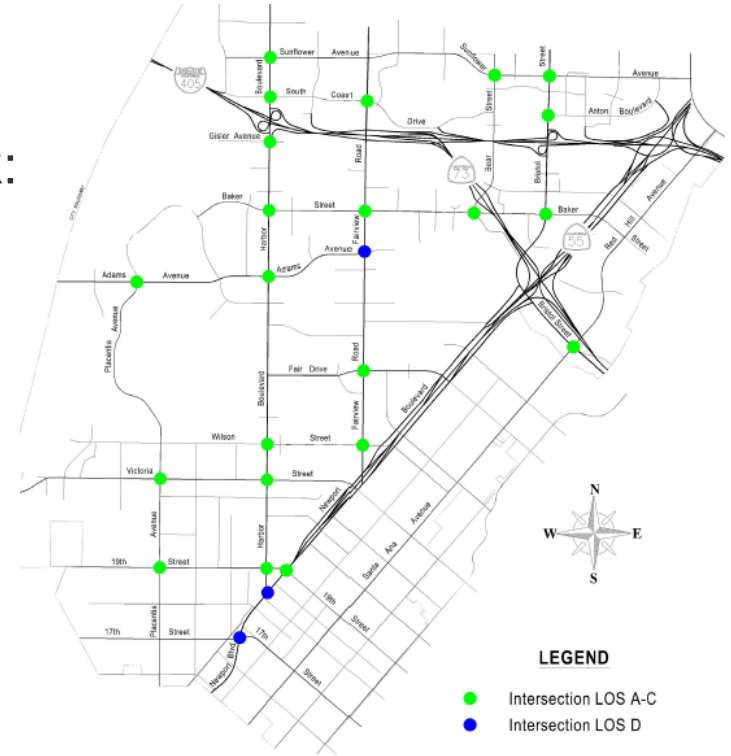 Sunflower Avenue
Sunflower
Street
Avenue
405
Boulevard
South Coast
Street
Anton Boulevard
Drive
Gisler Avenue
Road
Bear
Bristol
73
CITY BOUNDARY
Baker Street
Baker
Avenue
Hill
Red
Street
55
Harbor
Fairview
Avenue
Adams
Adams Avenue
Placentia Avenue
Bristol Street
Road
Fair Drive
Boulevard
Boulevard
Fairview
Wilson Street
Victoria Street
Newport
Avenue
Santa Ana Avenue
Harbor
N
W E
S
19th Street
19th Street
Placentia
17th Street
17th Street
Newport Blvd
LEGEND
Intersection LOS A-C
Intersection LOS D